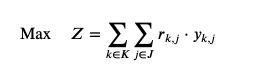 Max Z = ∑_{k∈K} ∑_{j∈J} r_{k,j} · y_{k,j}